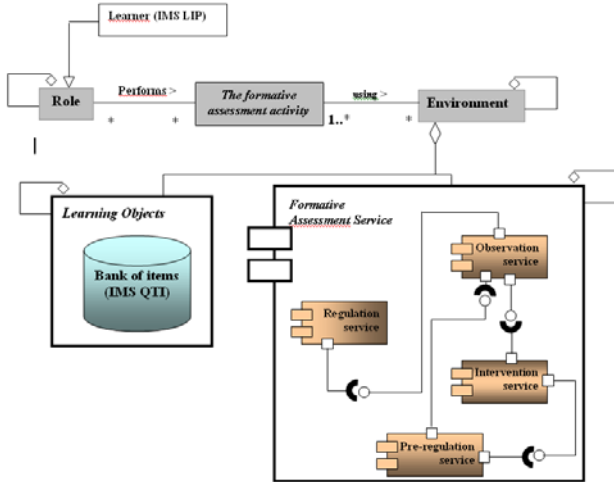 Learner (IMS LIP)
Role
Performs >
*
*
The formative
assessment activity
using >
1..*
*
Environment
Learning Objects
Bank of items
(IMS QTI)
Formative
Assessment Service
Observation
service
Regulation
service
Intervention
service
Pre-regulation
service